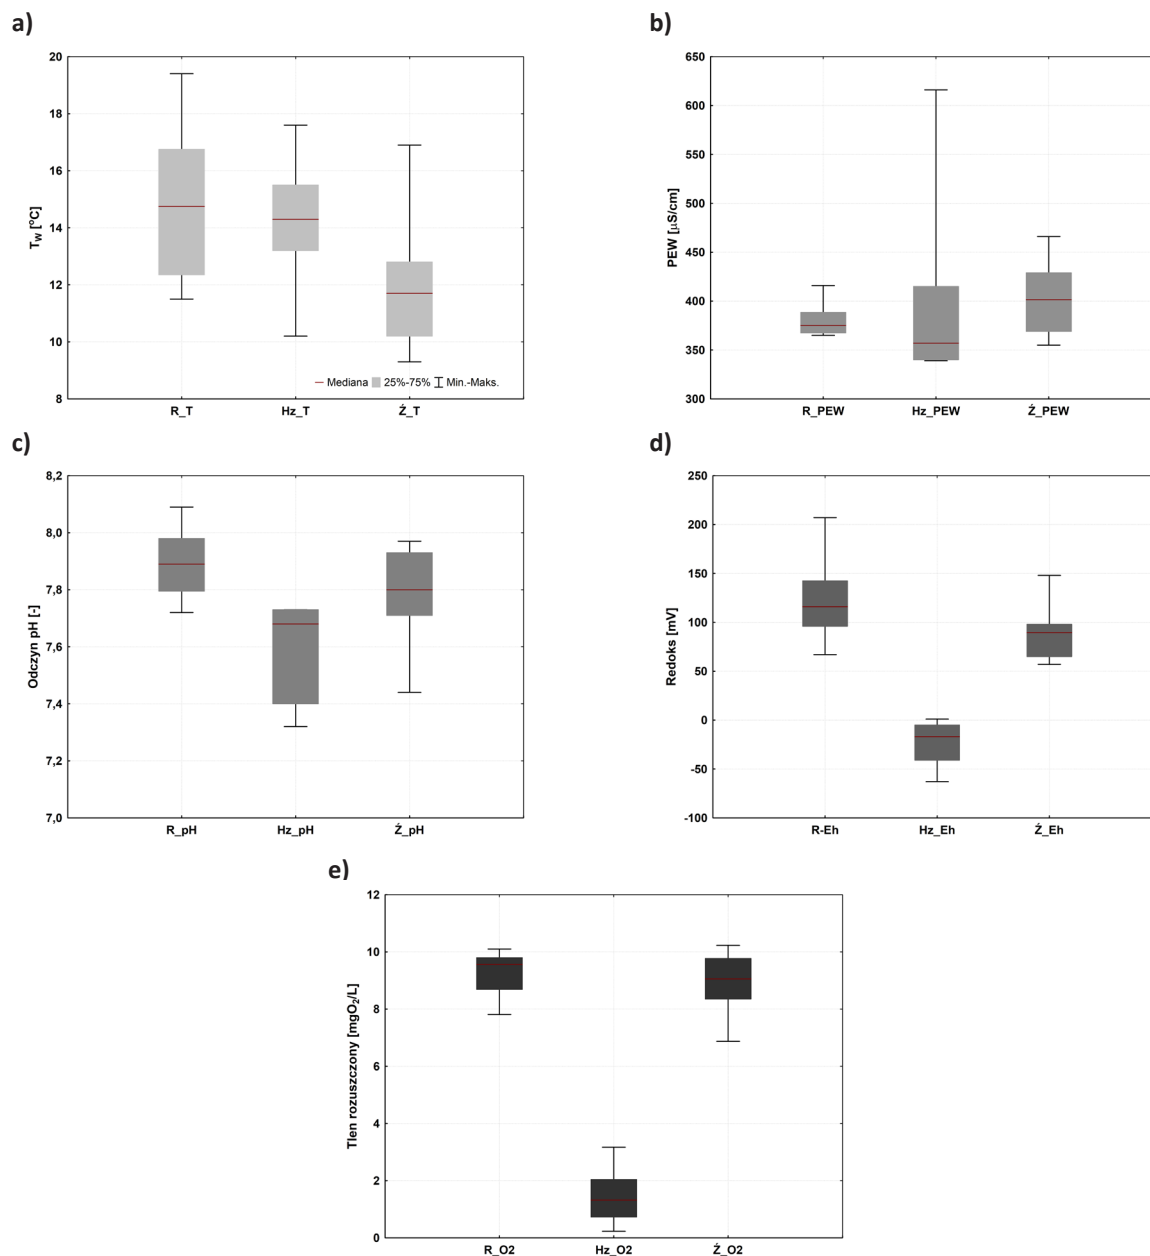 a)
20
18
16
14
12
10
8
T_W [°C]
Mediana 25%-75% Min.-Maks.
R_T Hz_T Ź_T
b)
650
600
550
500
450
400
350
300
PEW [µS/cm]
R_PEW Hz_PEW Ź_PEW
c)
8,2
8,0
7,8
7,6
7,4
7,2
7,0
Odczyn pH [-]
R_pH Hz_pH Ź_pH
d)
250
200
150
100
50
0
-50
-100
Redoks [mV]
R-Eh Hz_Eh Ź_Eh
e)
12
10
8
6
4
2
0
Tlen rozuszczony [mgO₂/L]
R_O2 Hz_O2 Ź_O2